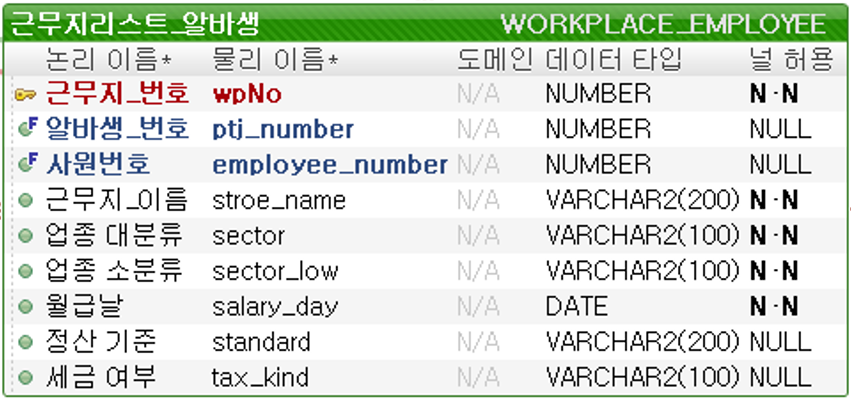 근무지리스트_알바생 WORKPLACE_EMPLOYEE
논리 이름* 물리 이름* 도메인 데이터 타입 널 허용
근무지_번호 wpNo N/A NUMBER N·N
F 알바생_번호 ptj_number N/A NUMBER NULL
F 사원번호 employee_number N/A NUMBER NULL
근무지_이름 stroe_name N/A VARCHAR2(200) N·N
업종 대분류 sector N/A VARCHAR2(100) N·N
업종 소분류 sector_low N/A VARCHAR2(100) N·N
월급날 salary_day N/A DATE N·N
정산 기준 standard N/A VARCHAR2(200) NULL
세금 여부 tax_kind N/A VARCHAR2(100) NULL